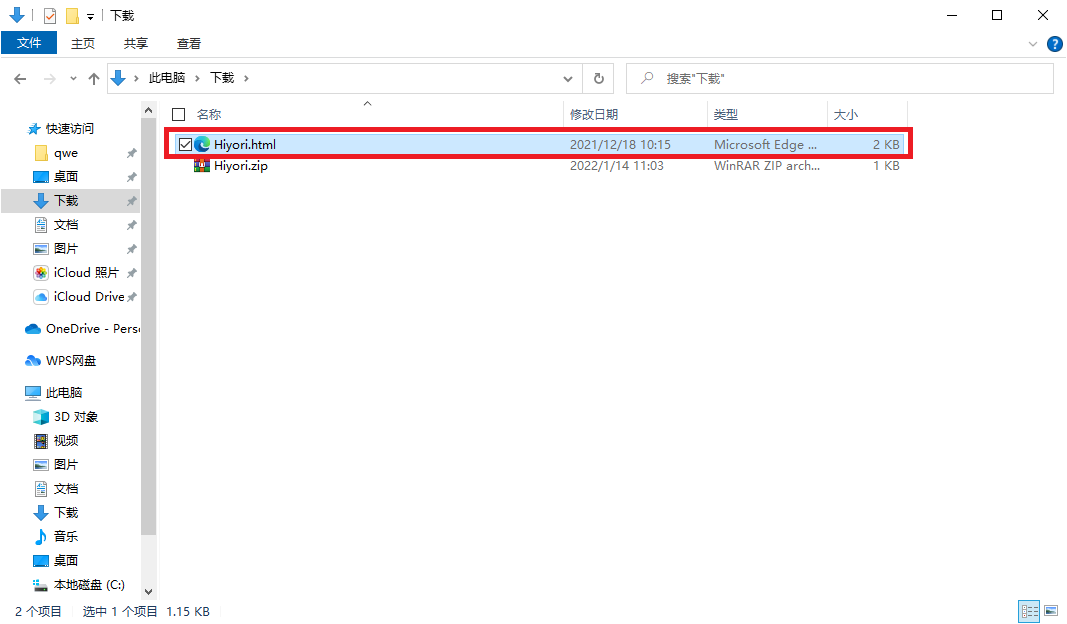 下载
文件 主页 共享 查看
此电脑 下载 搜索"下载"
名称 修改日期 类型 大小
Hiyori.html 2021/12/18 10:15 Microsoft Edge ... 2 KB
Hiyori.zip 2022/1/14 11:03 WinRAR ZIP arch... 1 KB
快速访问
qwe
桌面
下载
文档
图片
iCloud 照片
iCloud Drive
OneDrive - Perso
WPS网盘
此电脑
3D 对象
视频
图片
文档
下载
音乐
桌面
本地磁盘 (C:)
2 个项目 选中 1 个项目 1.15 KB